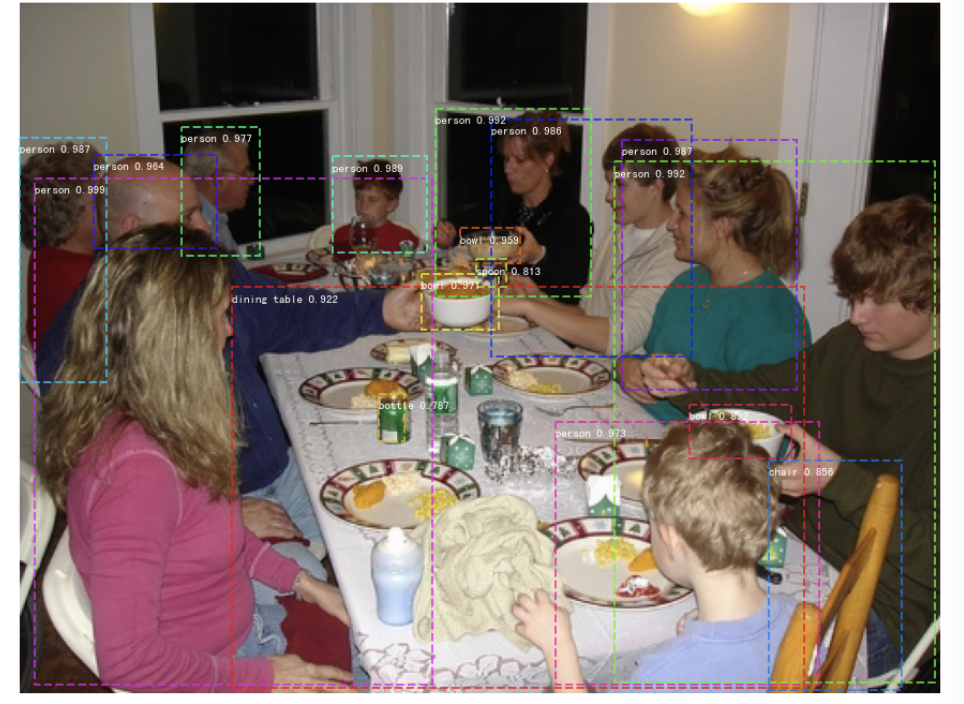 person 0.992
person 0.986
person 0.977
person 0.987
person 0.987
person 0.964
person 0.989
person 0.992
person 0.999
bowl 0.959
spoon 0.813
bowl 0.971
dining table 0.922
bottle 0.787
bowl 0.892
person 0.973
chair 0.856